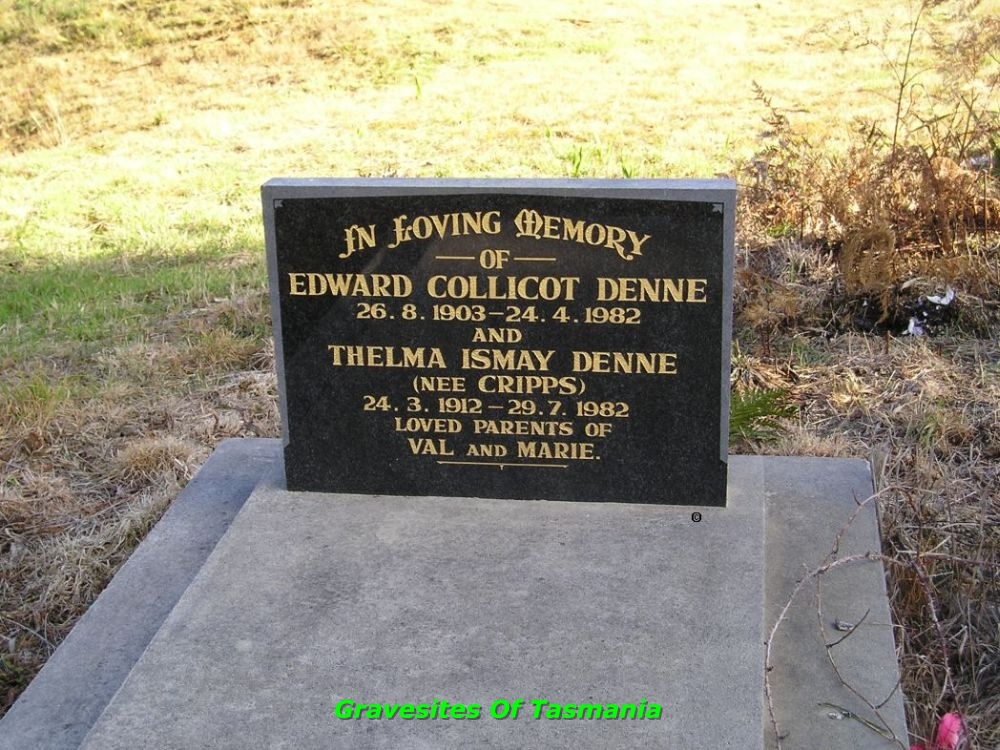 In Loving Memory
OF
EDWARD COLLICOT DENNE
26.8.1903-24.4.1982
AND
THELMA ISMAY DENNE
(NEE CRIPPS)
24.3.1912-29.7.1982
LOVED PARENTS OF
VAL AND MARIE.
@
Gravesites Of Tasmania